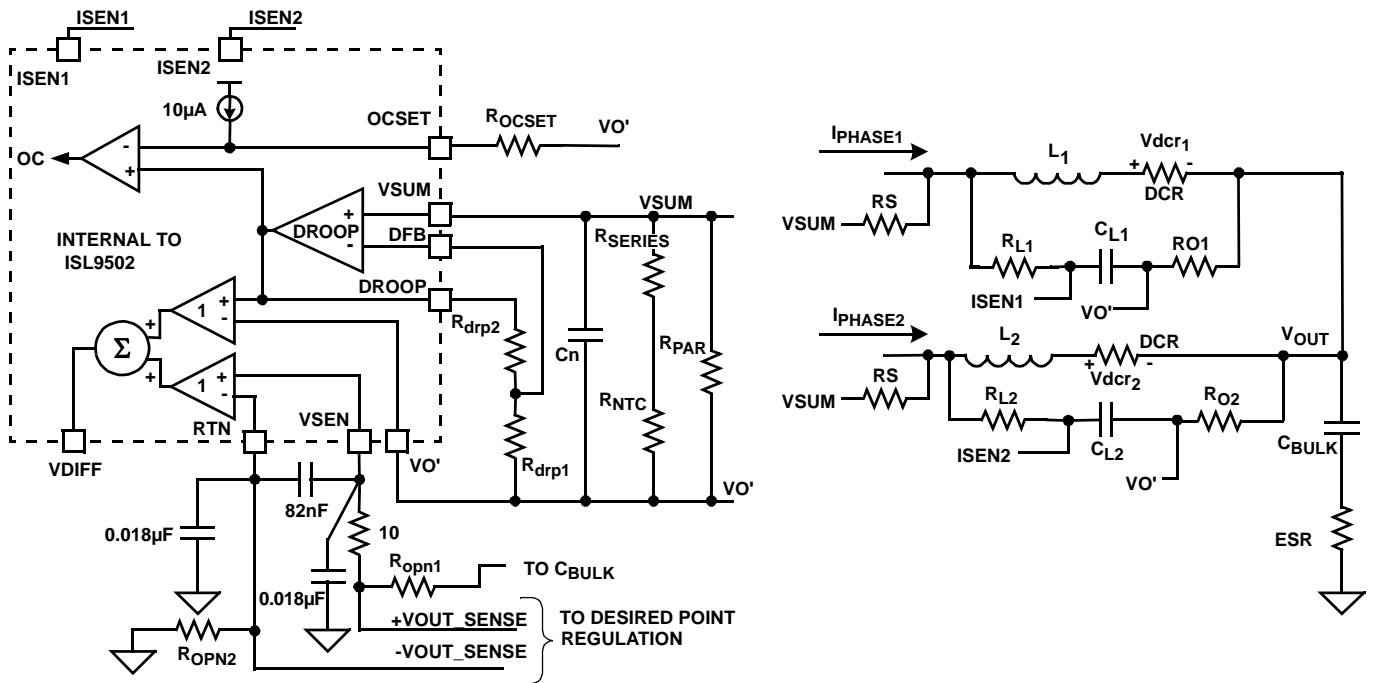 ISEN1
ISEN2
ISEN1
ISEN2
10µA
OCSET
ROCSET
VO'
OC
-
+
VSUM
VSUM
INTERNAL TO
ISL9502
DROOP
+
-
DFB
RSERIES
DROOP
Rdrp2
Cn
RPAR
1
+
-
Σ
+
+
1
+
-
RNTC
Rdrp1
RTN
VSEN
VDIFF
VO'
VO'
82nF
0.018µF
10
Ropn1
TO CBULK
0.018µF
+VOUT_SENSE
-VOUT_SENSE
TO DESIRED POINT
REGULATION
ROPN2
IPHASE1
L1
Vdcr1
+
-
DCR
RS
VSUM
RL1
CL1
RO1
ISEN1
VO'
IPHASE2
L2
DCR
+
-
Vdcr2
VOUT
RS
VSUM
RL2
CL2
RO2
ISEN2
VO'
CBULK
ESR